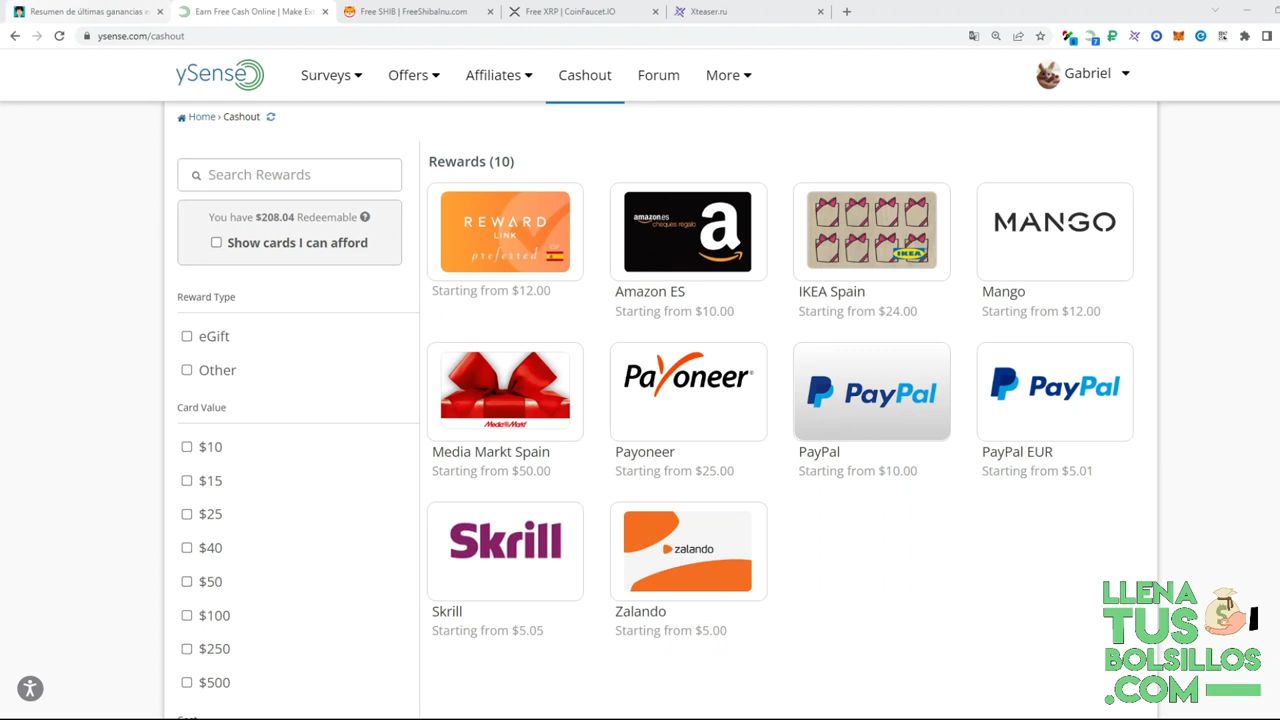 Resumen de últimas ganancias e
Earn Free Cash Online | Make Ex
Free SHIB | FreeShibaInu.com
Free XRP | CoinFaucet.IO
Xteaser.ru
ysense.com/cashout
ySense
Surveys
Offers
Affiliates
Cashout
Forum
More
Gabriel
Home › Cashout
Search Rewards
You have $208.04 Redeemable
Show cards I can afford
Reward Type
eGift
Other
Card Value
$10
$15
$25
$40
$50
$100
$250
$500
Rewards (10)
REWARD
LINK
preferred
Starting from $12.00
amazon.es
cheques regalo
Amazon ES
Starting from $10.00
IKEA
IKEA Spain
Starting from $24.00
MANGO
Mango
Starting from $12.00
Media Markt
Media Markt Spain
Starting from $50.00
Payoneer
Payoneer
Starting from $25.00
PayPal
PayPal
Starting from $10.00
PayPal
PayPal EUR
Starting from $5.01
Skrill
Skrill
Starting from $5.05
zalando
Zalando
Starting from $5.00
LLENA
TUS
BOLSILLOS
.COM